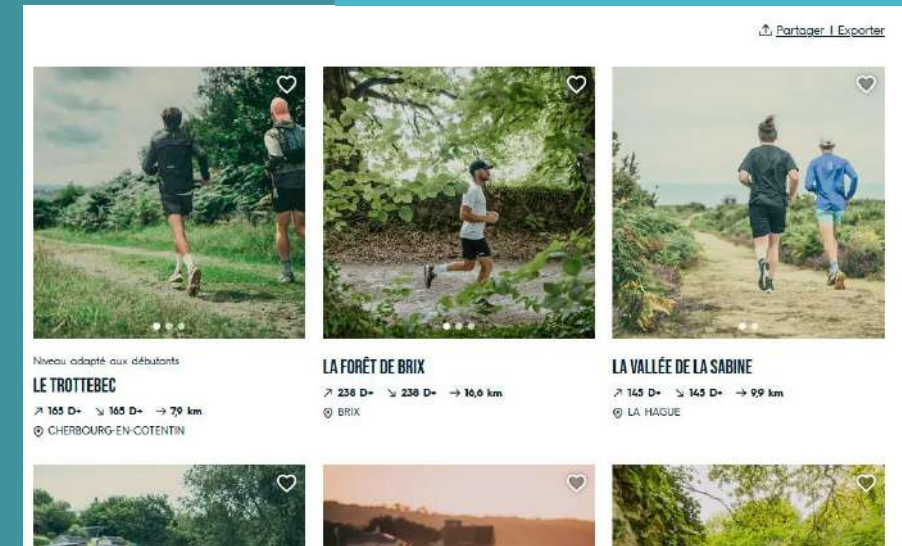 Partager | Exporter
Niveau adapté aux débutants
LE TROTTEBEC
↗ 165 D+ ↘ 165 D+ → 7,9 km
CHERBOURG-EN-COTENTIN
LA FORÊT DE BRIX
↗ 238 D+ ↘ 238 D+ → 16,6 km
BRIX
LA VALLÉE DE LA SABINE
↗ 145 D+ ↘ 145 D+ → 9,9 km
LA HAGUE